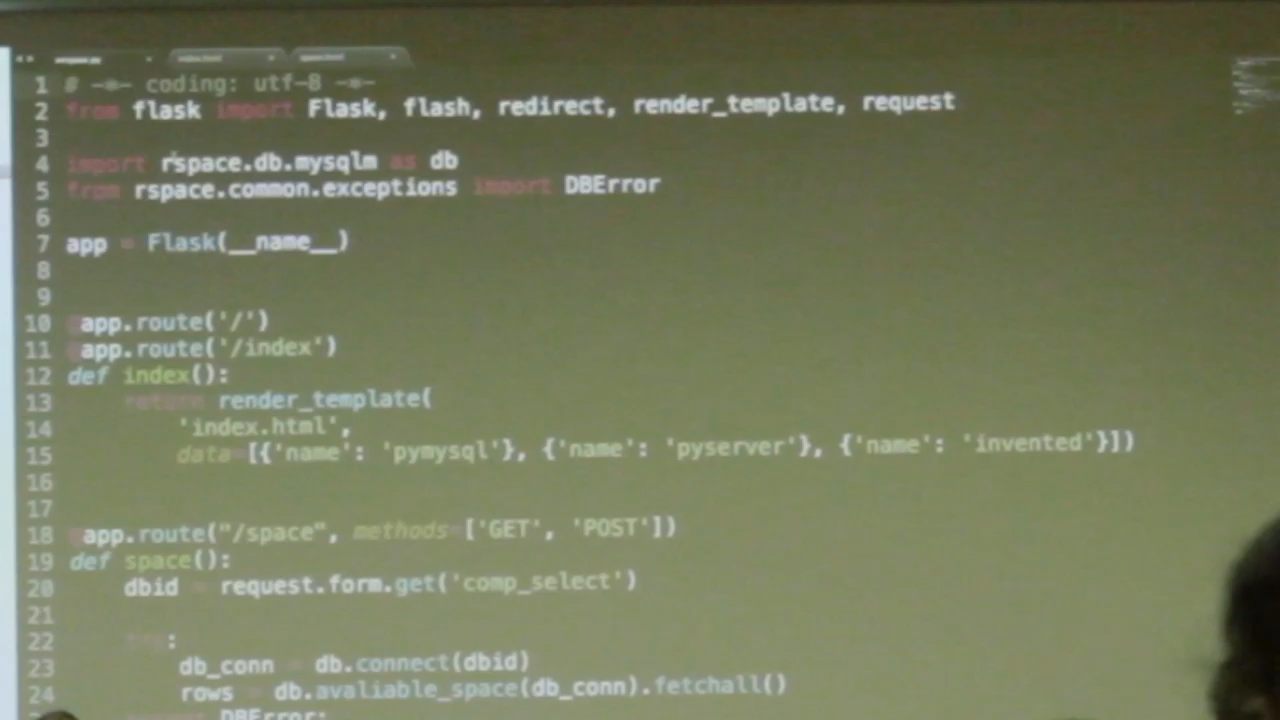 1 # -*- coding: utf-8 -*-
2 from flask import Flask, flash, redirect, render_template, request
3
4 import rspace.db.mysqlm as db
5 from rspace.common.exceptions import DBError
6
7 app = Flask(__name__)
8
9
10 @app.route('/')
11 @app.route('/index')
12 def index():
13 return render_template(
14 'index.html',
15 data=[{'name': 'pymysql'}, {'name': 'pyserver'}, {'name': 'invented'}])
16
17
18 @app.route("/space", methods=['GET', 'POST'])
19 def space():
20 dbid = request.form.get('comp_select')
21
22 try:
23 db_conn = db.connect(dbid)
24 rows = db.avaliable_space(db_conn).fetchall()
except DBError: